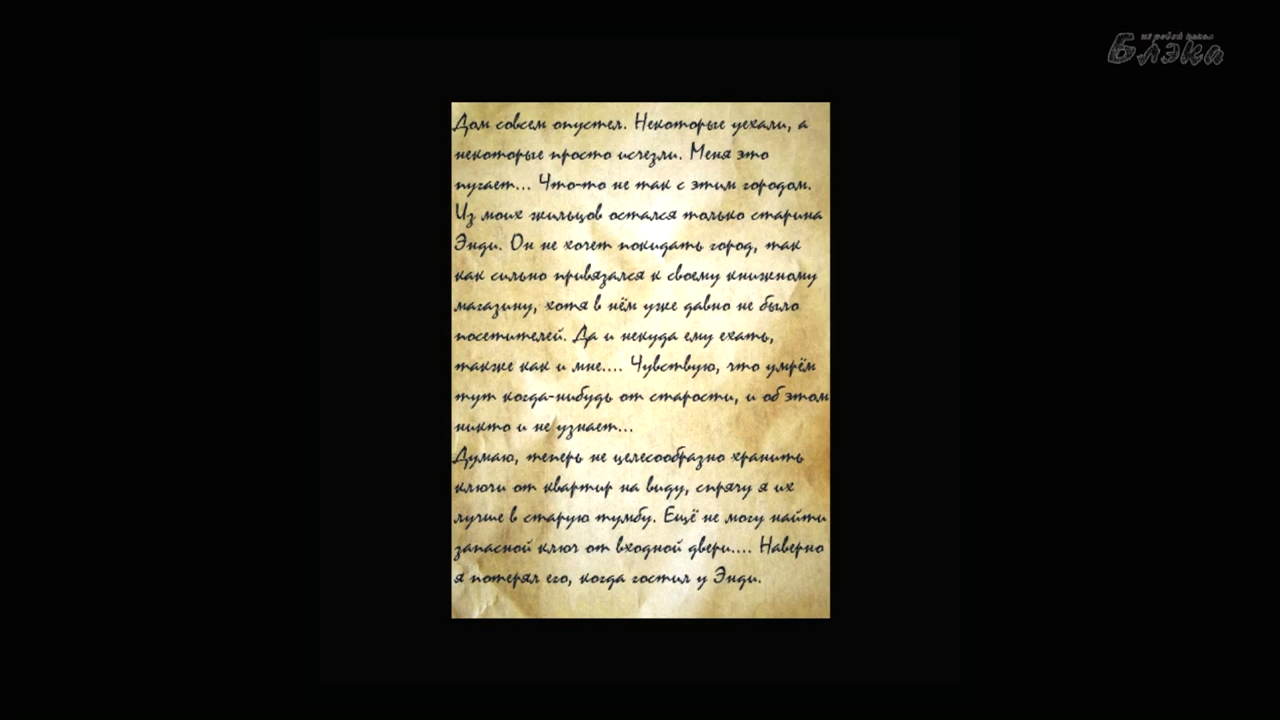 Блэка
Дом совсем опустел. Некоторые уехали, а
некоторые просто исчезли. Меня это
пугает... Что-то не так с этим городом.
Из моих жильцов остался только старина
Энди. Он не хочет покидать город, так
как сильно привязался к своему книжному
магазину, хотя в нём уже давно не было
посетителей. Да и некуда ему ехать,
также как и мне.... Чувствую, что умрём
тут когда-нибудь от старости, и об этом
никто и не узнает...
Думаю, теперь не целесообразно хранить
ключи от квартир на виду, спрячу я их
лучше в старую тумбу. Ещё не могу найти
запасной ключ от входной двери.... Наверно
я потерял его, когда гостил у Энди.